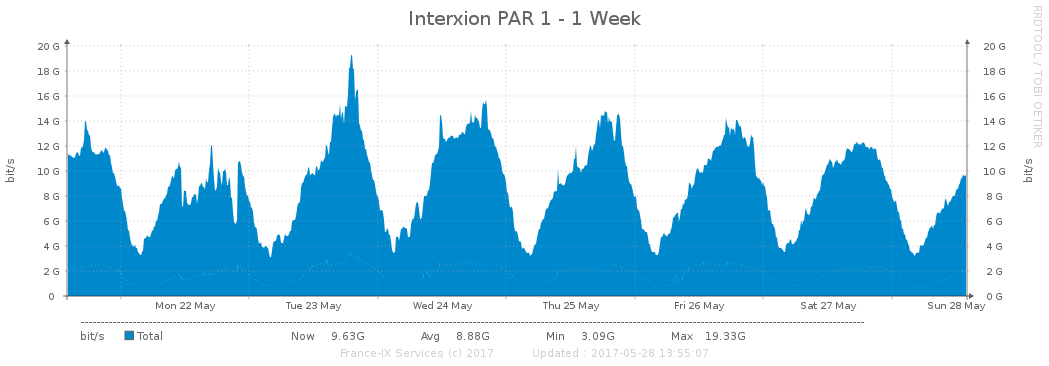 Interxion PAR 1 - 1 Week
RRDTOOL / TOBI OETIKER
20 G 20 G
18 G 18 G
16 G 16 G
14 G 14 G
12 G 12 G
10 G 10 G
8 G 8 G
6 G 6 G
4 G 4 G
2 G 2 G
0 0 G
bit/s bit/s
Mon 22 May Tue 23 May Wed 24 May Thu 25 May Fri 26 May Sat 27 May Sun 28 May
bit/s Total Now 9.63G Avg 8.88G Min 3.09G Max 19.33G
France-IX Services (c) 2017 Updated : 2017-05-28 13:55:07